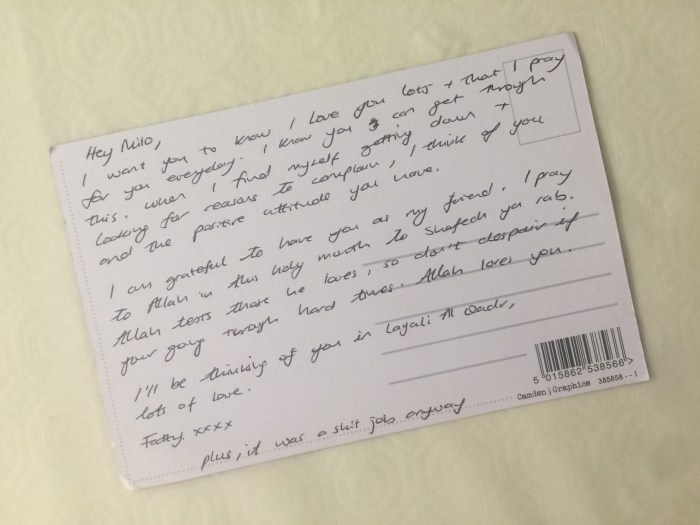 Hey Milo,
I want you to know I love you lots + that I pray
for you everyday. I know you can get through
this. When I find myself getting down +
looking for reasons to complain, I think of you
and the positive attitude you have.
I am grateful to have you as my friend. I pray
to Allah in this holy month to Shafech ya rab.
Allah tests those he loves, so don't despair if
your going through hard times. Allah loves you.
I'll be thinking of you in Layali Al Qadr,
lots of love.
xxxx
plus, it was a shit job anyway
5 015862 538566 >
Camden|Graphics 385858--1